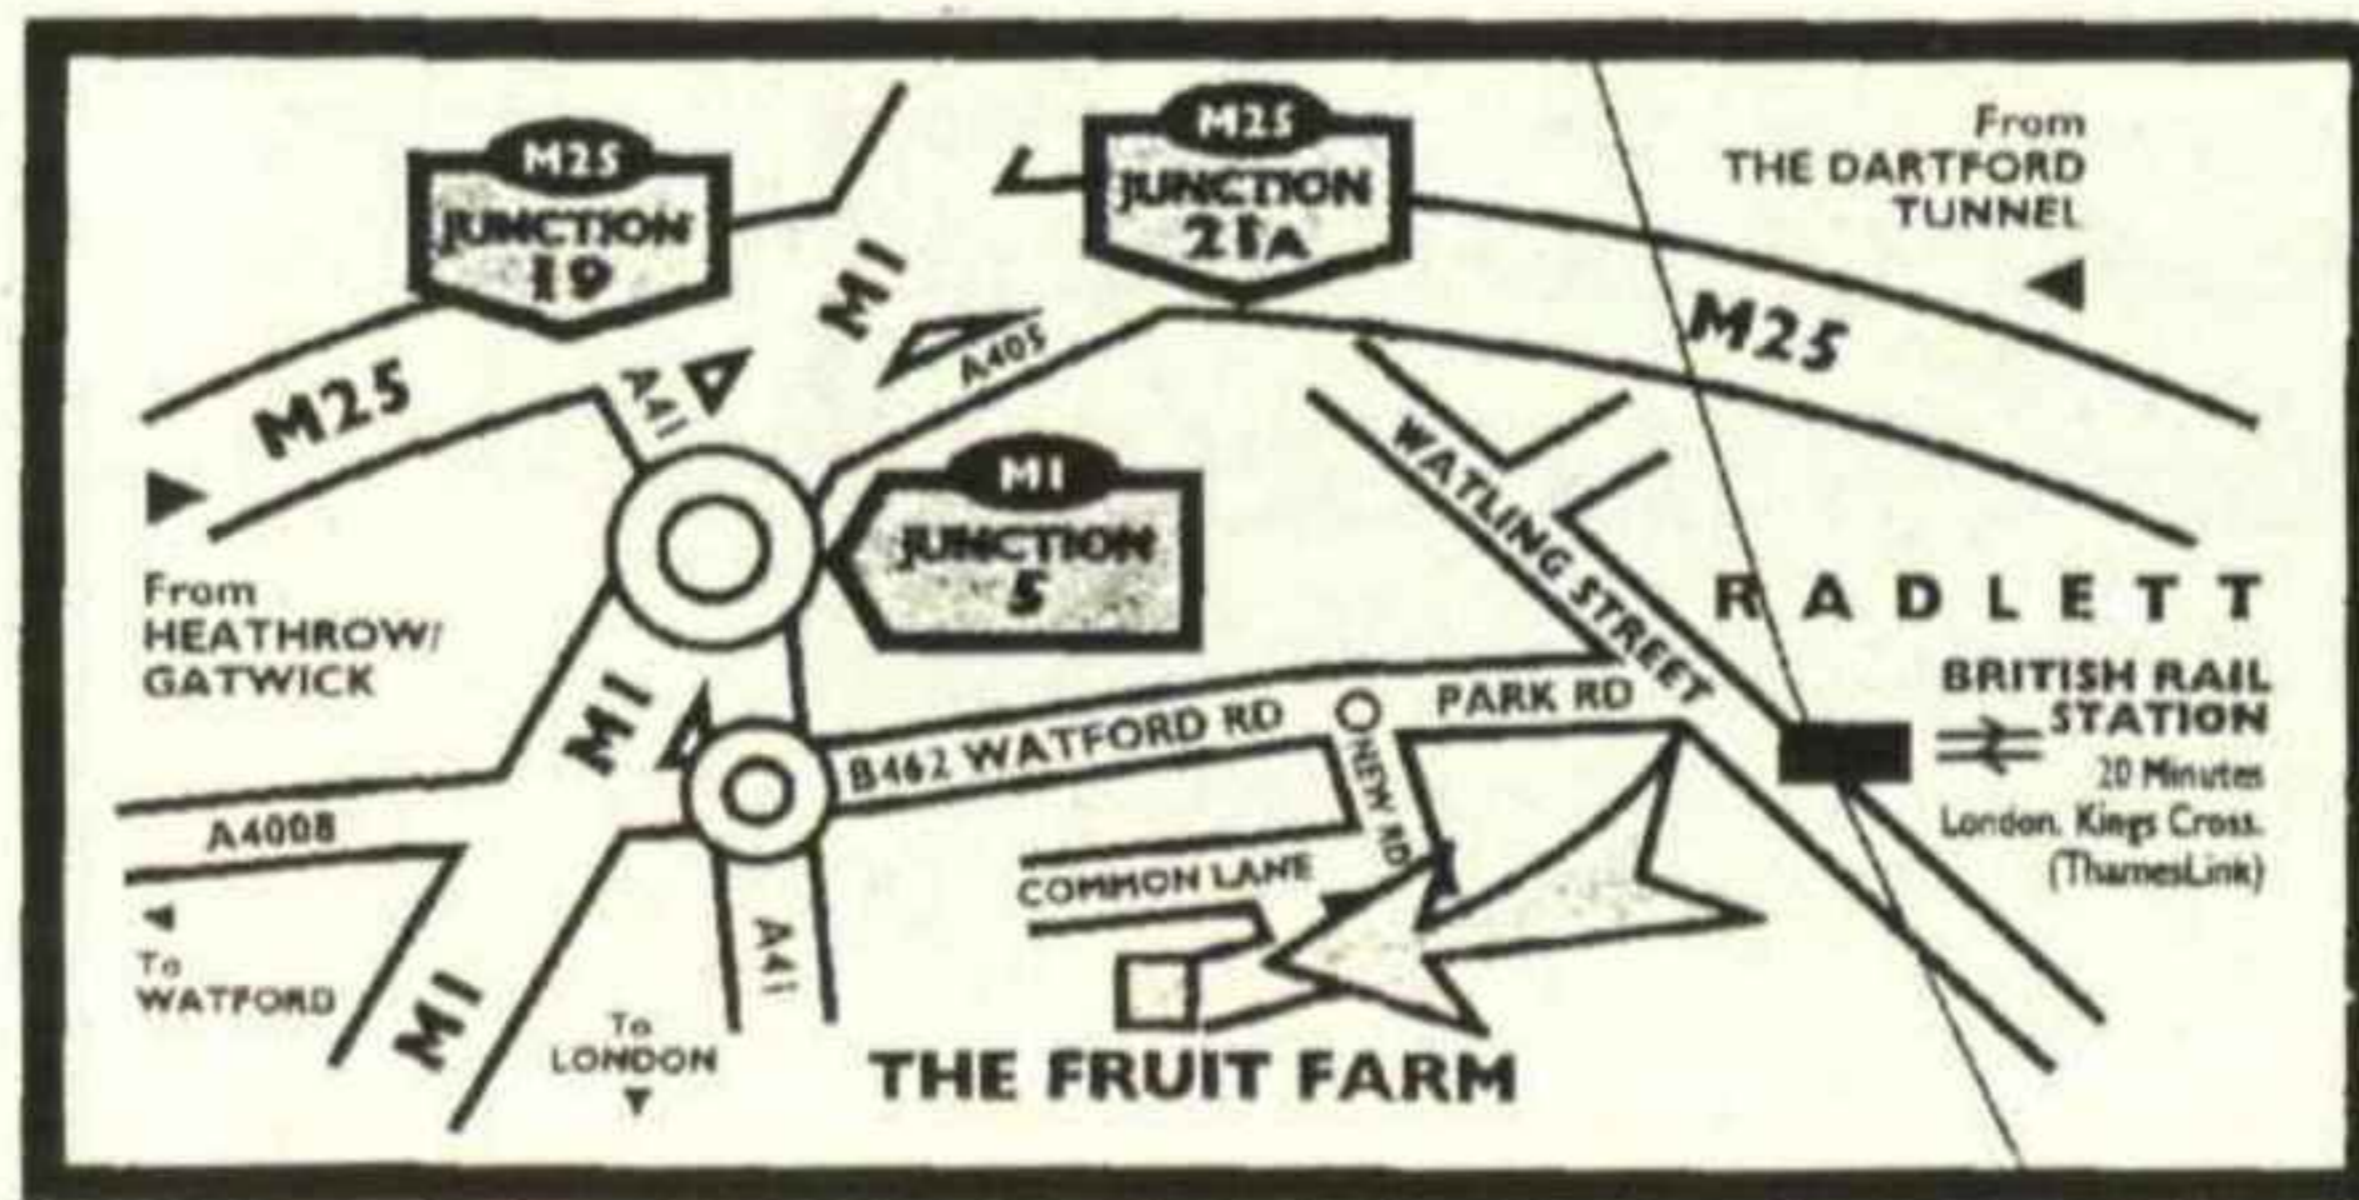 M25
JUNCTION
19
M25
JUNCTION
21A
From
THE DARTFORD
TUNNEL
M1
A405
M25
M25
A41
M1
JUNCTION
5
WATLING STREET
From
HEATHROW/
GATWICK
RADLETT
BRITISH RAIL
STATION
20 Minutes
London. Kings Cross.
(ThamesLink)
M1
B462 WATFORD RD
PARK RD
NEW RD
A4008
COMMON LANE
To
WATFORD
M1
A41
To
LONDON
THE FRUIT FARM